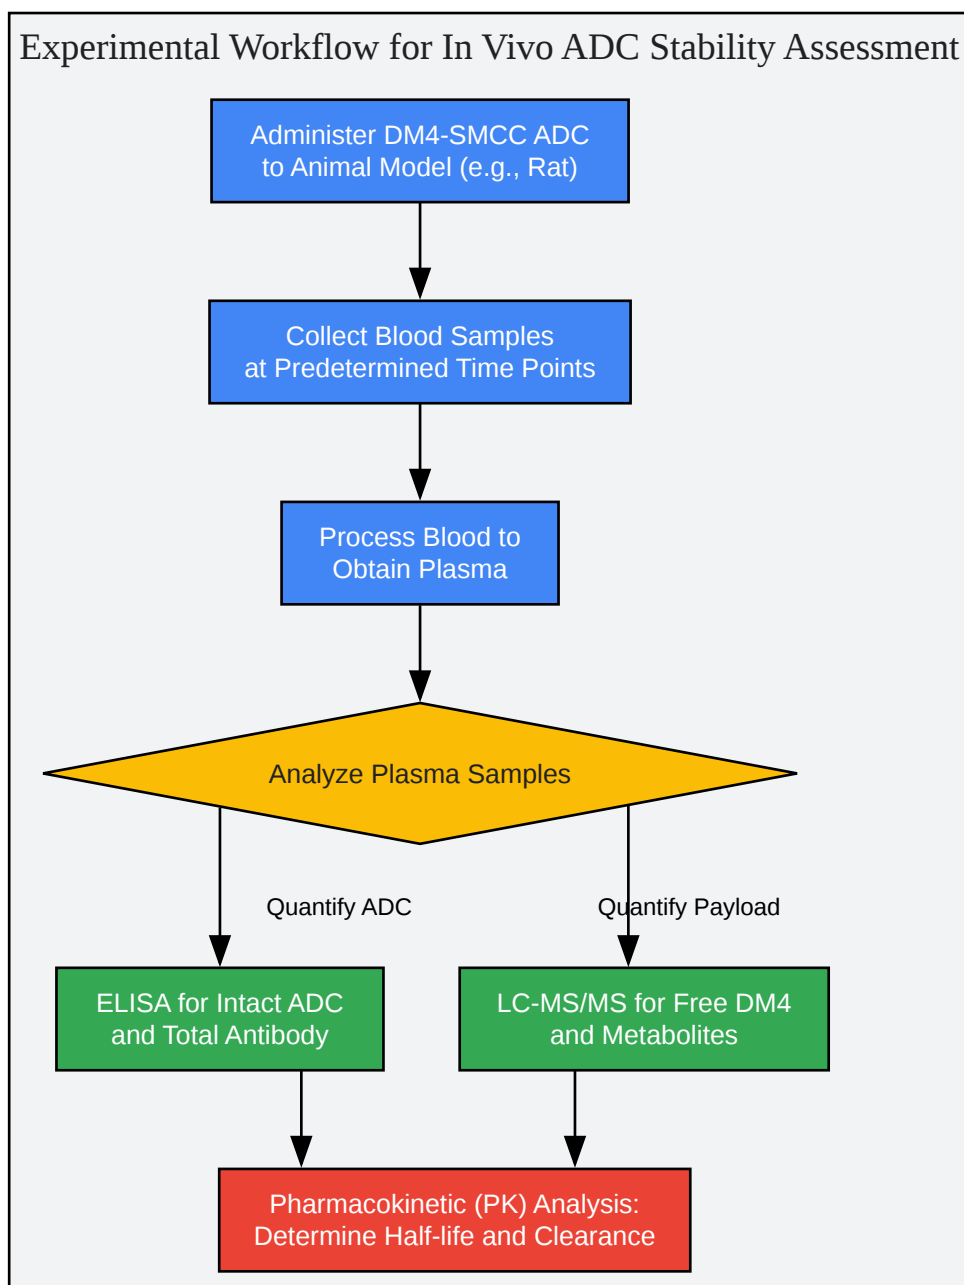 Experimental Workflow for In Vivo ADC Stability Assessment
Administer DM4-SMCC ADC
to Animal Model (e.g., Rat)
Collect Blood Samples
at Predetermined Time Points
Process Blood to
Obtain Plasma
Analyze Plasma Samples
Quantify ADC
Quantify Payload
ELISA for Intact ADC
and Total Antibody
LC-MS/MS for Free DM4
and Metabolites
Pharmacokinetic (PK) Analysis:
Determine Half-life and Clearance